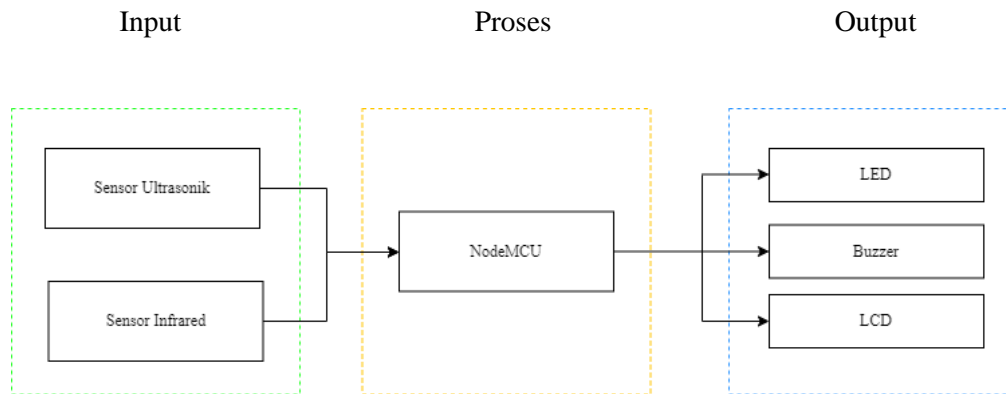 Input
Proses
Output
Sensor Ultrasonik
Sensor Infrared
NodeMCU
LED
Buzzer
LCD